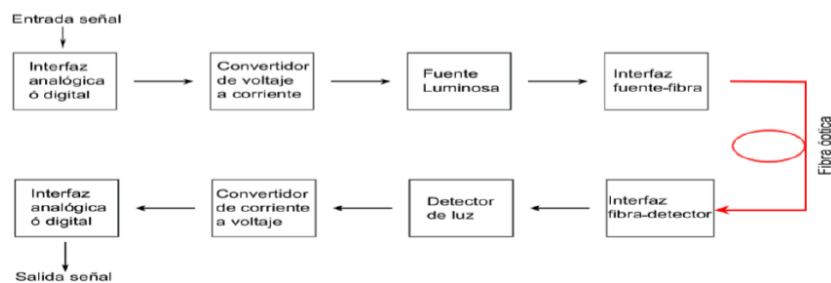 Entrada señal
Interfaz
analógica
ó digital
Convertidor
de voltaje
a corriente
Fuente
Luminosa
Interfaz
fuente-fibra
Fibra óptica
Interfaz
fibra-detector
Detector
de luz
Convertidor
de corriente
a voltaje
Interfaz
analógica
ó digital
Salida señal